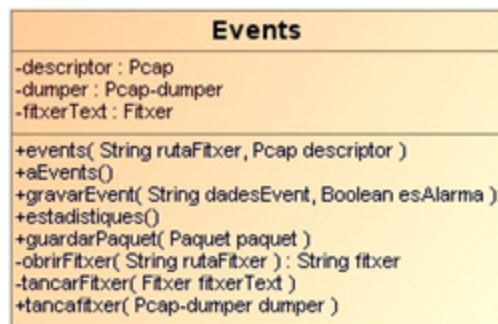 Events
-descriptor : Pcap
-dumper : Pcap-dumper
-fitxerText : Fitxer
+events( String rutaFitxer, Pcap descriptor )
+aEvents()
+gravarEvent( String dadesEvent, Boolean esAlarma )
+estadistiques()
+guardarPaquet( Paquet paquet )
-obrirFitxer( String rutaFitxer ) : String fitxer
-tancarFitxer( Fitxer fitxerText )
+tancafitxer( Pcap-dumper dumper )